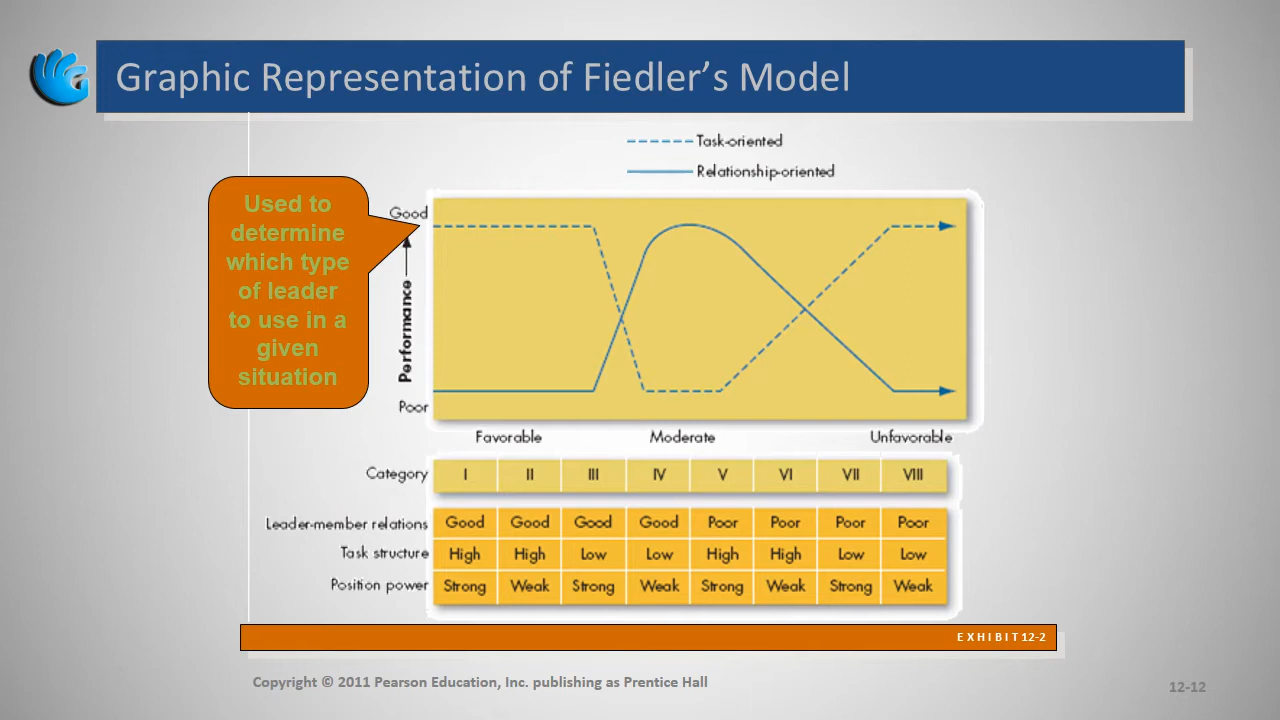 Graphic Representation of Fiedler’s Model
Task-oriented
Relationship-oriented
Used to
determine
which type
of leader
to use in a
given
situation
Good
Performance
Poor
Favorable Moderate Unfavorable
Category I II III IV V VI VII VIII
Leader-member relations Good Good Good Good Poor Poor Poor Poor
Task structure High High Low Low High High Low Low
Position power Strong Weak Strong Weak Strong Weak Strong Weak
EXHIBIT 12-2
Copyright © 2011 Pearson Education, Inc. publishing as Prentice Hall
12-12